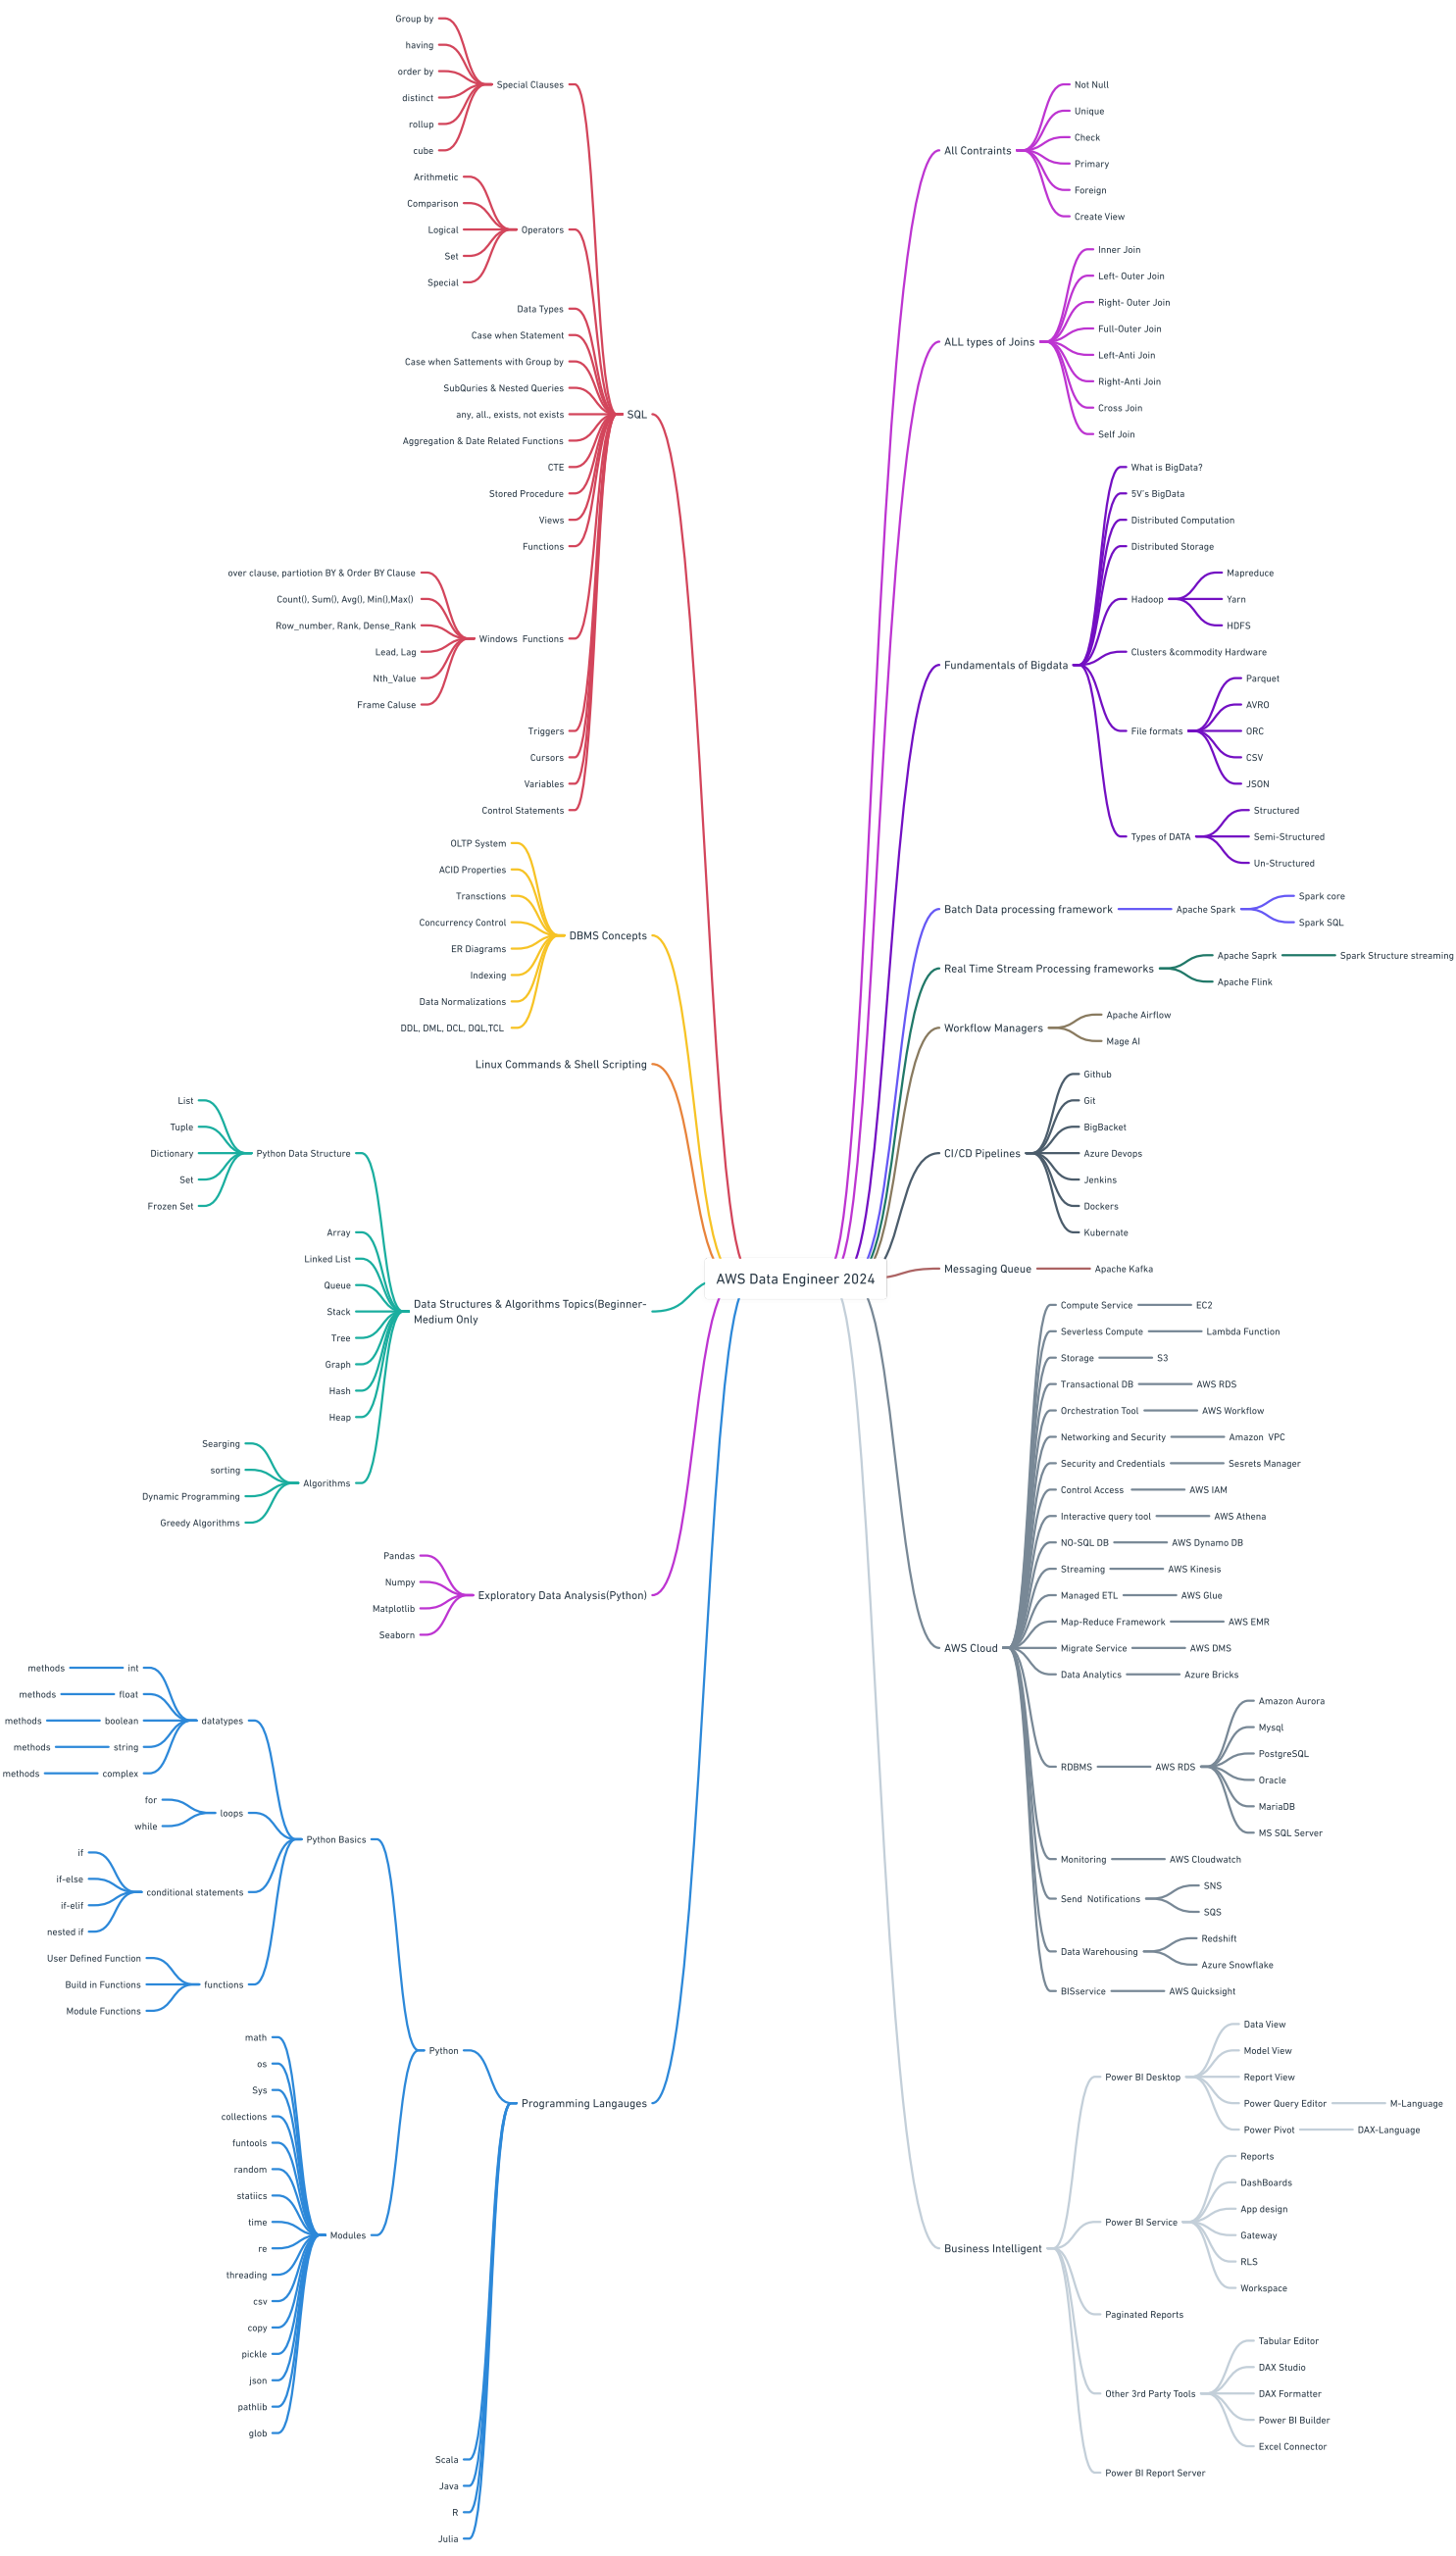 AWS Data Engineer 2024
SQL
Special Clauses
Group by
having
order by
distinct
rollup
cube
Operators
Arithmetic
Comparison
Logical
Set
Special
Data Types
Case when Statement
Case when Sattements with Group by
SubQuries & Nested Queries
any, all., exists, not exists
Aggregation & Date Related Functions
CTE
Stored Procedure
Views
Functions
Windows  Functions
over clause, partiotion BY & Order BY Clause
Count(), Sum(), Avg(), Min(),Max()
Row_number, Rank, Dense_Rank
Lead, Lag
Nth_Value
Frame Caluse
Triggers
Cursors
Variables
Control Statements
DBMS Concepts
OLTP System
ACID Properties
Transctions
Concurrency Control
ER Diagrams
Indexing
Data Normalizations
DDL, DML, DCL, DQL,TCL
Linux Commands & Shell Scripting
Data Structures & Algorithms Topics(Beginner-
Medium Only
Python Data Structure
List
Tuple
Dictionary
Set
Frozen Set
Array
Linked List
Queue
Stack
Tree
Graph
Hash
Heap
Algorithms
Searging
sorting
Dynamic Programming
Greedy Algorithms
Exploratory Data Analysis(Python)
Pandas
Numpy
Matplotlib
Seaborn
Programming Langauges
Python
Python Basics
datatypes
int
methods
float
methods
boolean
methods
string
methods
complex
methods
loops
for
while
conditional statements
if
if-else
if-elif
nested if
functions
User Defined Function
Build in Functions
Module Functions
Modules
math
os
Sys
collections
funtools
random
statiics
time
re
threading
csv
copy
pickle
json
pathlib
glob
Scala
Java
R
Julia
All Contraints
Not Null
Unique
Check
Primary
Foreign
Create View
ALL types of Joins
Inner Join
Left- Outer Join
Right- Outer Join
Full-Outer Join
Left-Anti Join
Right-Anti Join
Cross Join
Self Join
Fundamentals of Bigdata
What is BigData?
5V's BigData
Distributed Computation
Distributed Storage
Hadoop
Mapreduce
Yarn
HDFS
Clusters &commodity Hardware
File formats
Parquet
AVRO
ORC
CSV
JSON
Types of DATA
Structured
Semi-Structured
Un-Structured
Batch Data processing framework
Apache Spark
Spark core
Spark SQL
Real Time Stream Processing frameworks
Apache Saprk
Spark Structure streaming
Apache Flink
Workflow Managers
Apache Airflow
Mage AI
CI/CD Pipelines
Github
Git
BigBacket
Azure Devops
Jenkins
Dockers
Kubernate
Messaging Queue
Apache Kafka
AWS Cloud
Compute Service
EC2
Severless Compute
Lambda Function
Storage
S3
Transactional DB
AWS RDS
Orchestration Tool
AWS Workflow
Networking and Security
Amazon  VPC
Security and Credentials
Sesrets Manager
Control Access
AWS IAM
Interactive query tool
AWS Athena
NO-SQL DB
AWS Dynamo DB
Streaming
AWS Kinesis
Managed ETL
AWS Glue
Map-Reduce Framework
AWS EMR
Migrate Service
AWS DMS
Data Analytics
Azure Bricks
RDBMS
AWS RDS
Amazon Aurora
Mysql
PostgreSQL
Oracle
MariaDB
MS SQL Server
Monitoring
AWS Cloudwatch
Send  Notifications
SNS
SQS
Data Warehousing
Redshift
Azure Snowflake
BISservice
AWS Quicksight
Business Intelligent
Power BI Desktop
Data View
Model View
Report View
Power Query Editor
M-Language
Power Pivot
DAX-Language
Power BI Service
Reports
DashBoards
App design
Gateway
RLS
Workspace
Paginated Reports
Other 3rd Party Tools
Tabular Editor
DAX Studio
DAX Formatter
Power BI Builder
Excel Connector
Power BI Report Server